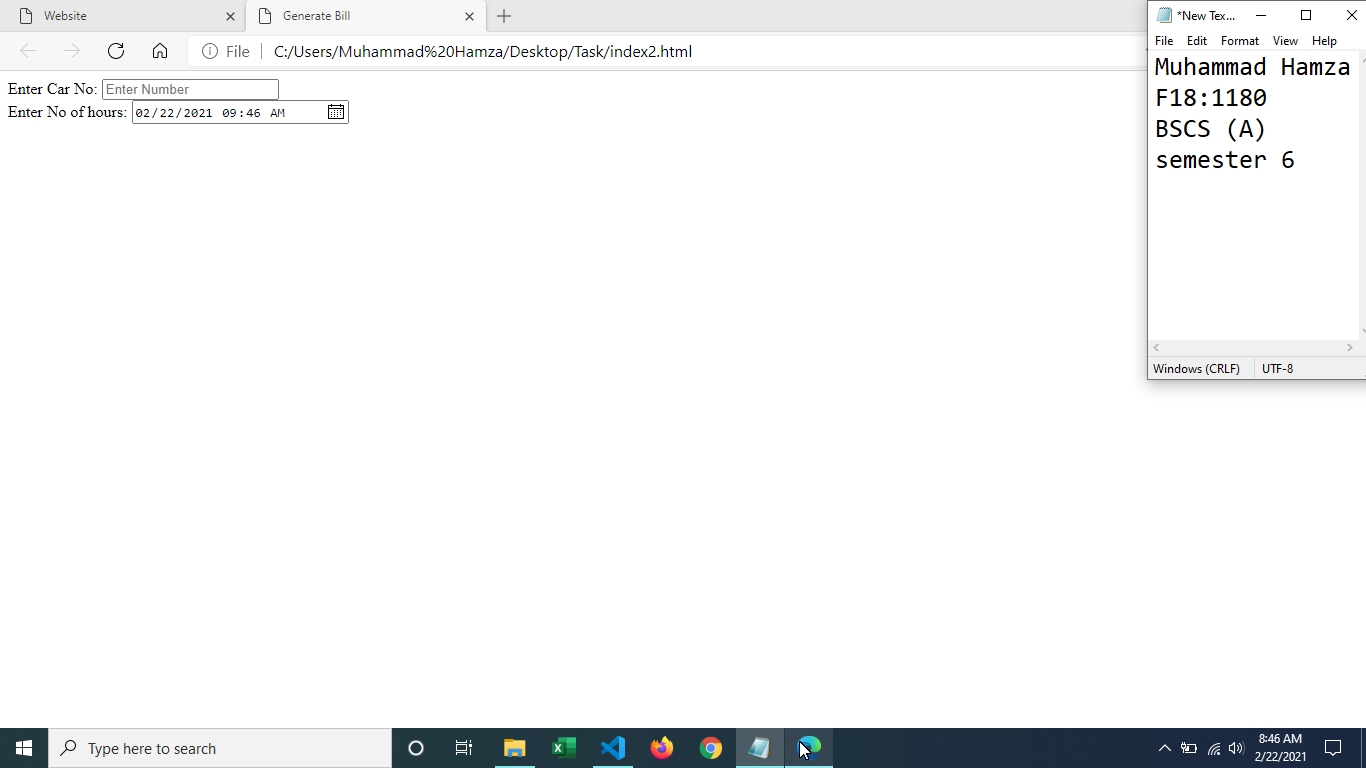 Website
Generate Bill
*New Tex...
File C:/Users/Muhammad%20Hamza/Desktop/Task/index2.html
File Edit Format View Help
Enter Car No: Enter Number
Enter No of hours: 02/22/2021 09:46 AM
Muhammad Hamza
F18:1180
BSCS (A)
semester 6
Windows (CRLF) UTF-8
Type here to search
8:46 AM
2/22/2021